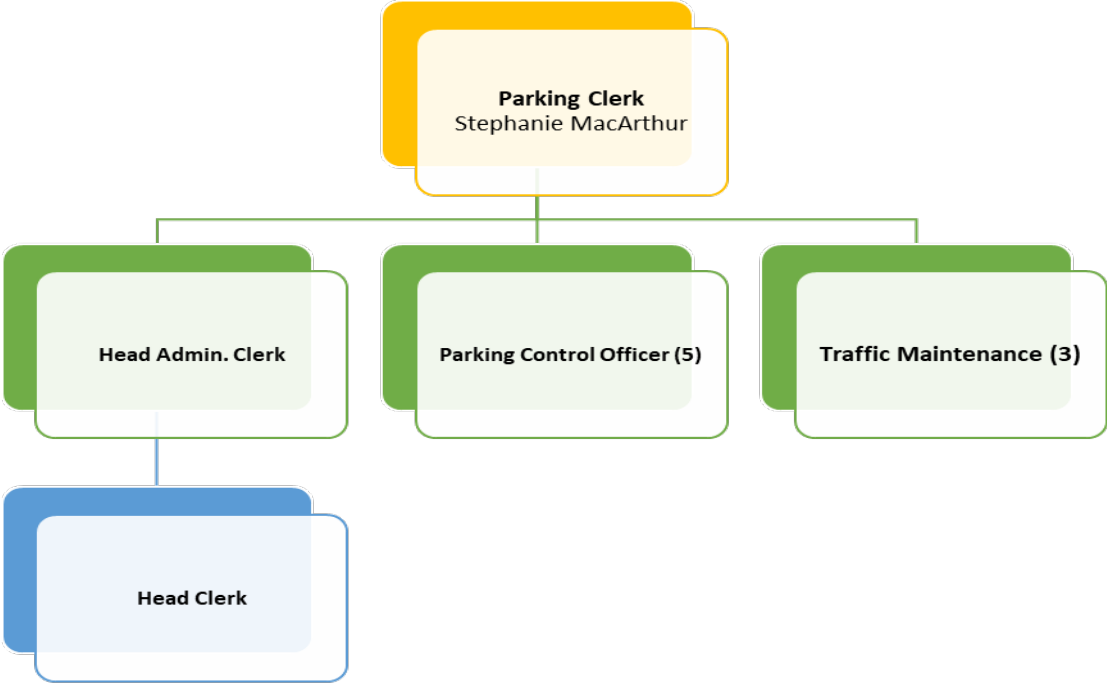 Parking Clerk
Stephanie MacArthur
Head Admin. Clerk
Parking Control Officer (5)
Traffic Maintenance (3)
Head Clerk